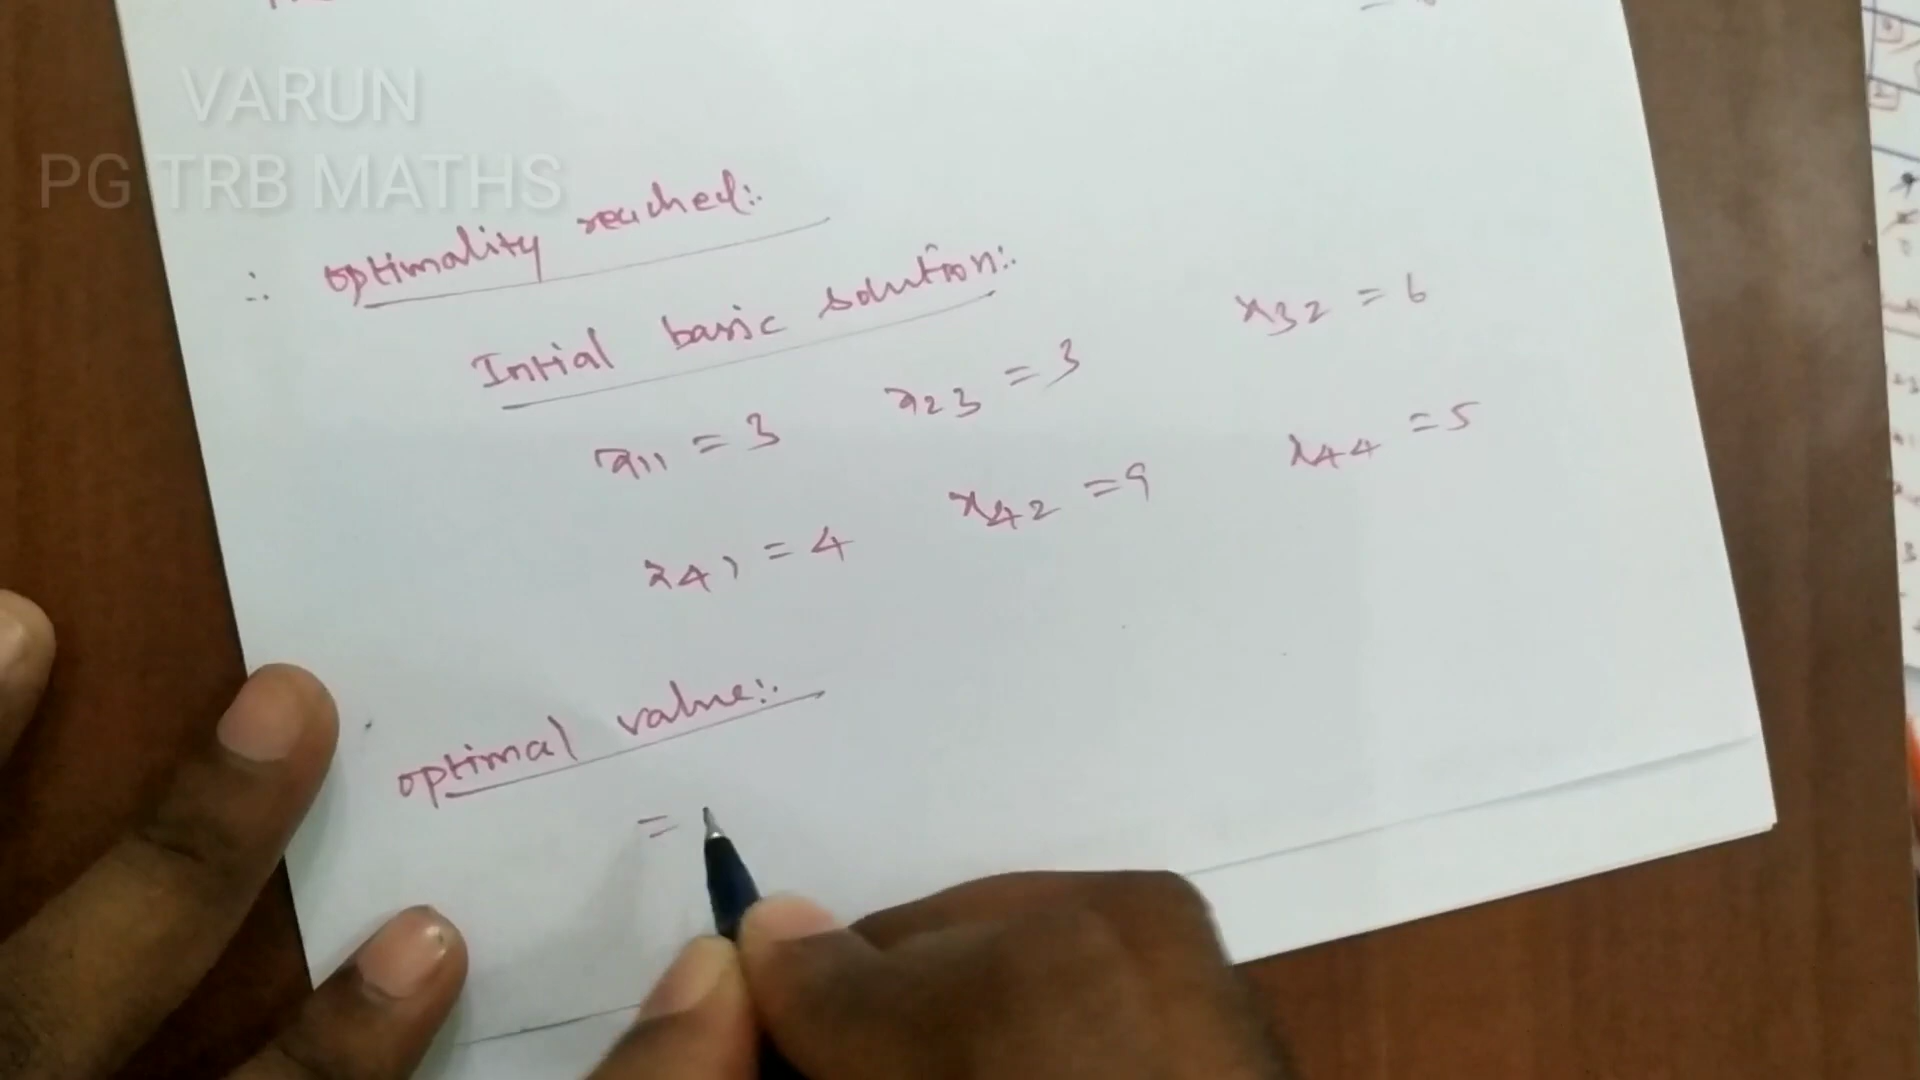 VARUN
PG TRB MATHS
∴ optimality reached:.
Intial basic solution:.
x11 = 3 x23 = 3 x32 = 6
x41 = 4 x42 = 9 x44 = 5
optimal value:.
=